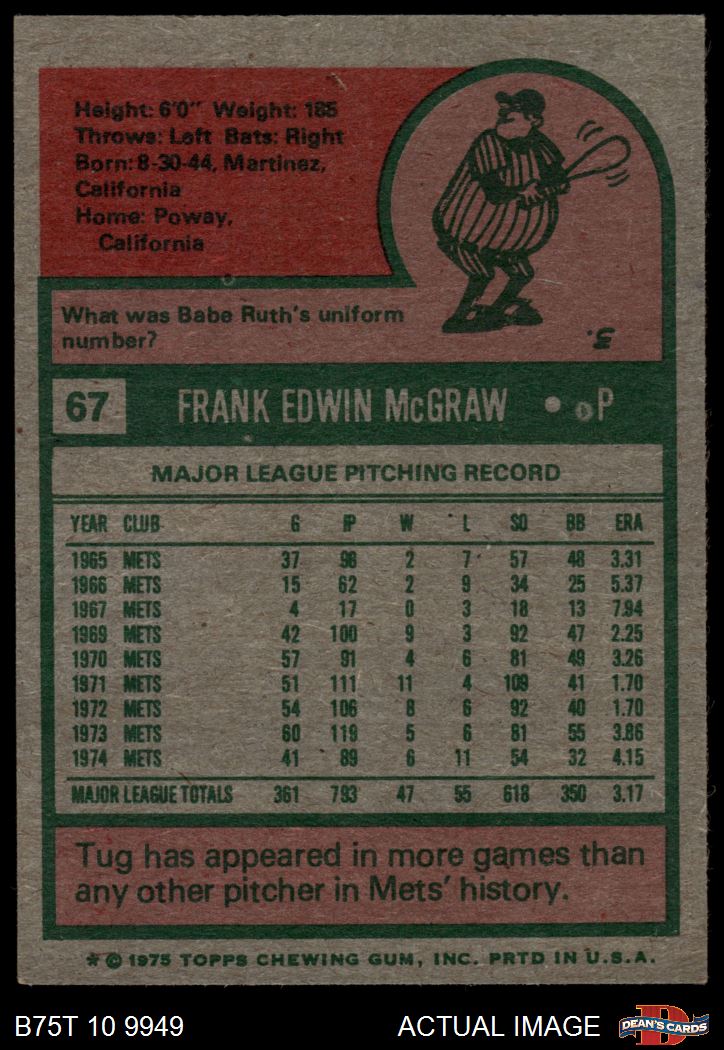 Height: 6'0" Weight: 185
Throws: Left Bats: Right
Born: 8-30-44, Martinez,
California
Home: Poway,
California
What was Babe Ruth's uniform
number?
3.
67 FRANK EDWIN McGRAW • P
MAJOR LEAGUE PITCHING RECORD
YEAR CLUB G IP W L SO BB ERA
1965 METS 37 98 2 7 57 48 3.31
1966 METS 15 62 2 9 34 25 5.37
1967 METS 4 17 0 3 18 13 7.94
1969 METS 42 100 9 3 92 47 2.25
1970 METS 57 91 4 6 81 49 3.26
1971 METS 51 111 11 4 109 41 1.70
1972 METS 54 106 8 6 92 40 1.70
1973 METS 60 119 5 6 81 55 3.86
1974 METS 41 89 6 11 54 32 4.15
MAJOR LEAGUE TOTALS 361 793 47 55 618 350 3.17
Tug has appeared in more games than
any other pitcher in Mets' history.
* © 1975 TOPPS CHEWING GUM, INC. PRTD IN U.S.A.
B75T 10 9949 ACTUAL IMAGE D DEAN'S CARDS